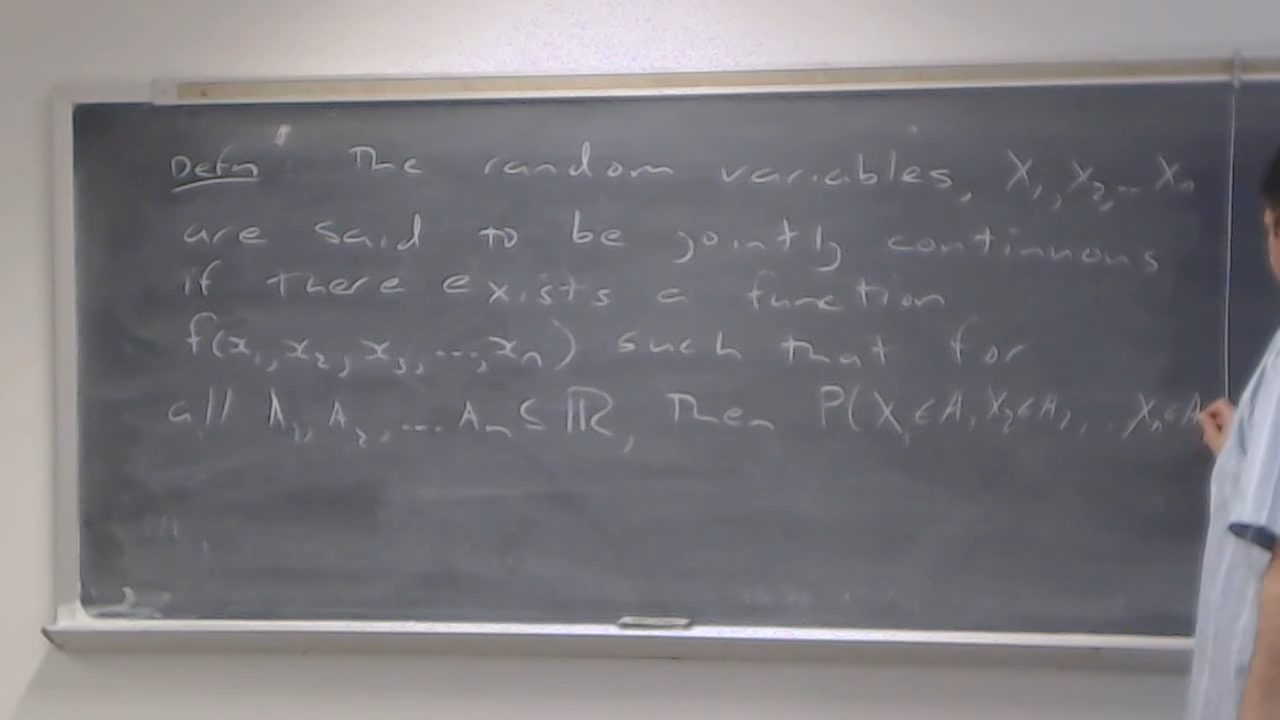 Defn: The random variables, X₁, X₂, ... Xₙ
are said to be jointly continuous
if there exists a function
f(x₁, x₂, x₃, ..., xₙ) such that for
all A₁, A₂, ... Aₙ ⊆ ℝ, Then P(X₁∈A₁ X₂∈A₂, .. Xₙ∈A